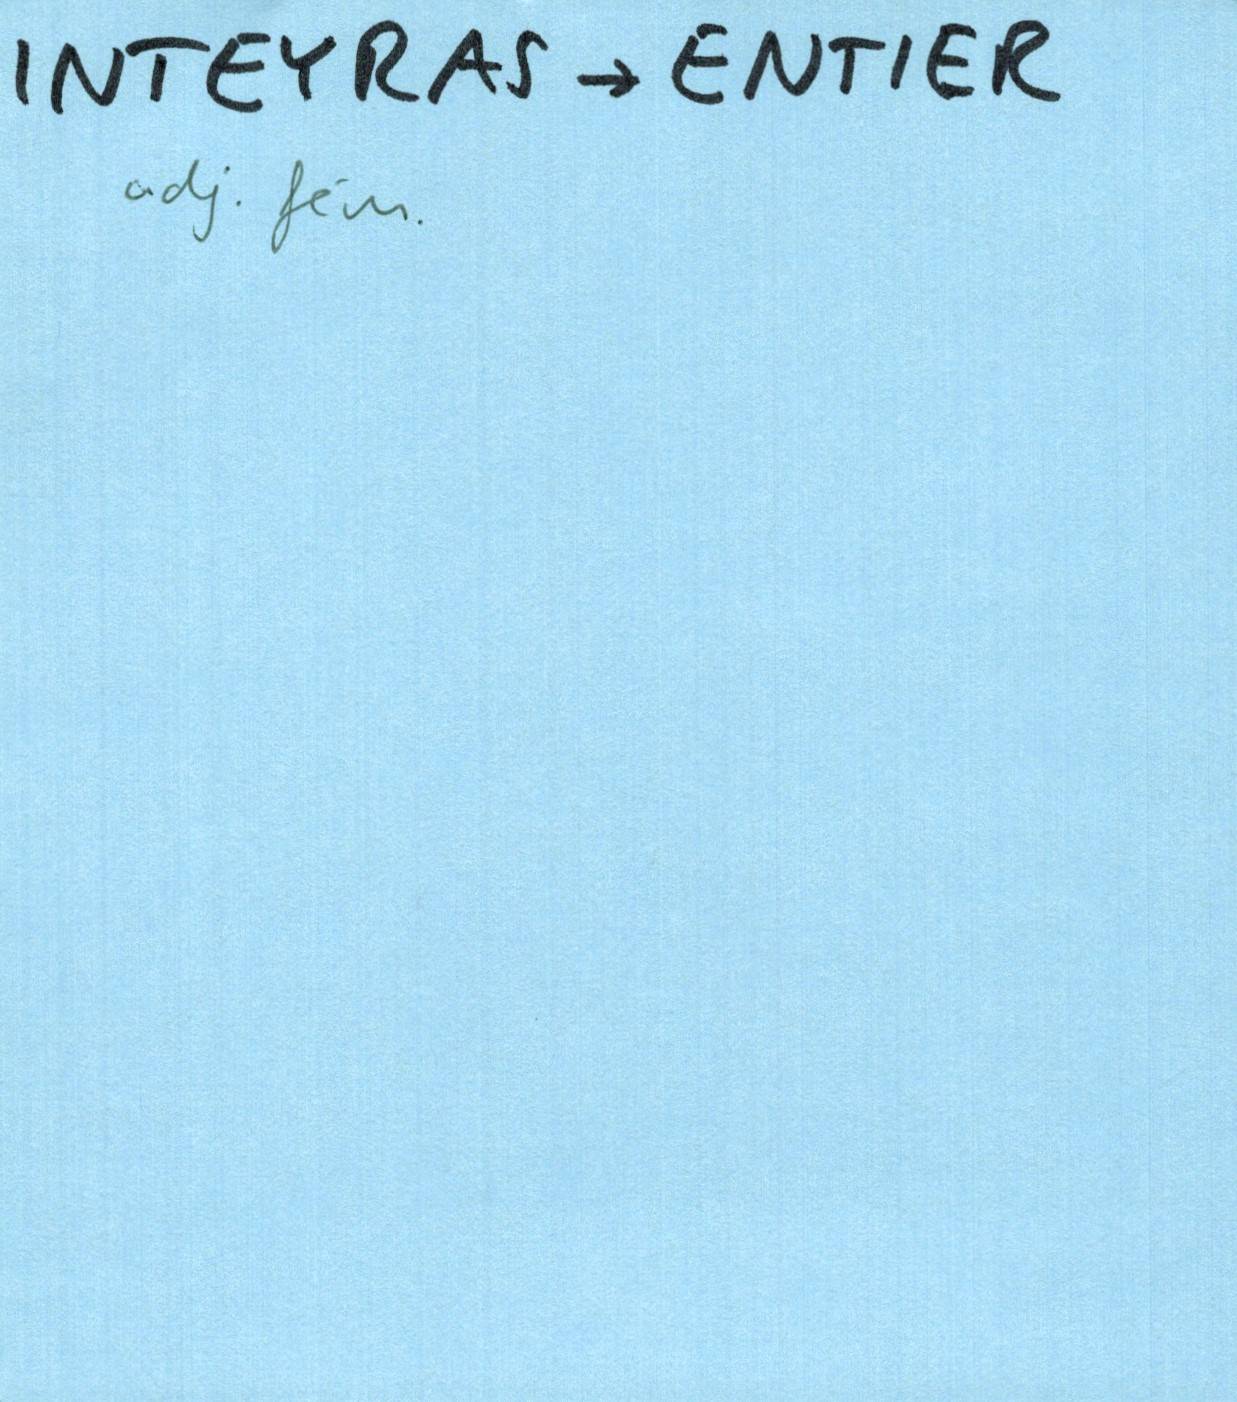 INTEYRAS → ENTIER
adj. fém.